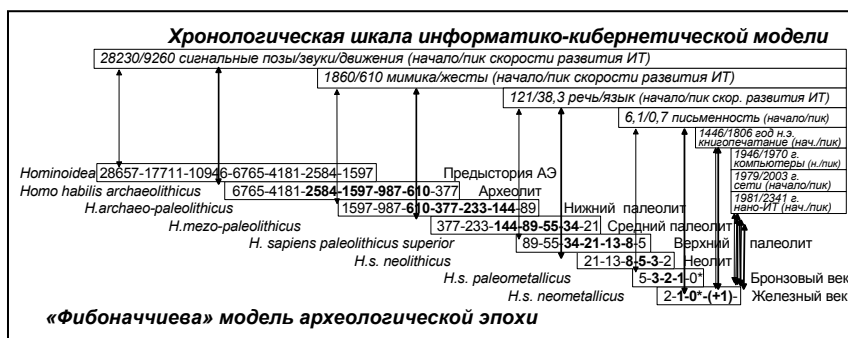 Хронологическая шкала информатико-кибернетической модели
28230/9260 сигнальные позы/звуки/движения (начало/пик скорости развития ИТ)
1860/610 мимика/жесты (начало/пик скорости развития ИТ)
121/38,3 речь/язык (начало/пик скор. развития ИТ)
6,1/0,7 письменность (начало/пик)
1446/1806 год н.э.
книгопечатание (нач./пик)
1946/1970 г.
компьютеры (н./пик)
1979/2003 г.
сети (начало/пик)
1981/2341 г.
нано-ИТ (нач./пик)
Hominoidea 28657-17711-10946-6765-4181-2584-1597 Предыстория АЭ
Homo habilis archaeolithicus 6765-4181-2584-1597-987-610-377 Археолит
H.archaeo-paleolithicus 1597-987-610-377-233-144-89 Нижний палеолит
H.mezo-paleolithicus 377-233-144-89-55-34-21 Средний палеолит
H. sapiens paleolithicus superior 89-55-34-21-13-8-5 Верхний палеолит
H.s. neolithicus 21-13-8-5-3-2 Неолит
H.s. paleometallicus 5-3-2-1-0* Бронзовый век
H.s. neometallicus 2-1-0*-(+1)- Железный век
«Фибоначчиева» модель археологической эпохи